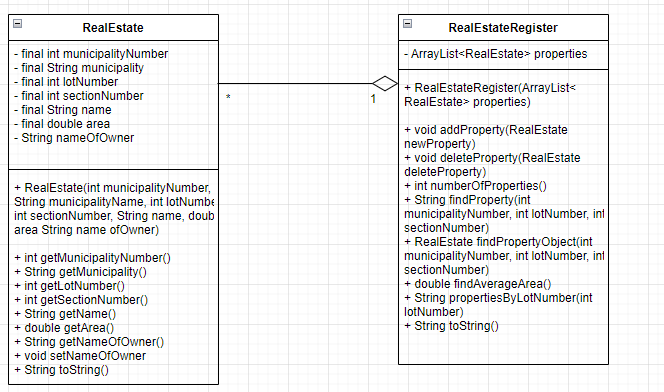 RealEstate
- final int municipalityNumber
- final String municipality
- final int lotNumber
- final int sectionNumber
- final String name
- final double area
- String nameOfOwner
+ RealEstate(int municipalityNumber,
String municipalityName, int lotNumbe
int sectionNumber, String name, doub
area String name ofOwner)
+ int getMunicipalityNumber()
+ String getMunicipality()
+ int getLotNumber()
+ int getSectionNumber()
+ String getName()
+ double getArea()
+ String getNameOfOwner()
+ void setNameOfOwner
+ String toString()
*
1
RealEstateRegister
- ArrayList<RealEstate> properties
+ RealEstateRegister(ArrayList<
RealEstate> properties)
+ void addProperty(RealEstate
newProperty)
+ void deleteProperty(RealEstate
deleteProperty)
+ int numberOfProperties()
+ String findProperty(int
municipalityNumber, int lotNumber, int
sectionNumber)
+ RealEstate findPropertyObject(int
municipalityNumber, int lotNumber, int
sectionNumber)
+ double findAverageArea()
+ String propertiesByLotNumber(int
lotNumber)
+ String toString()